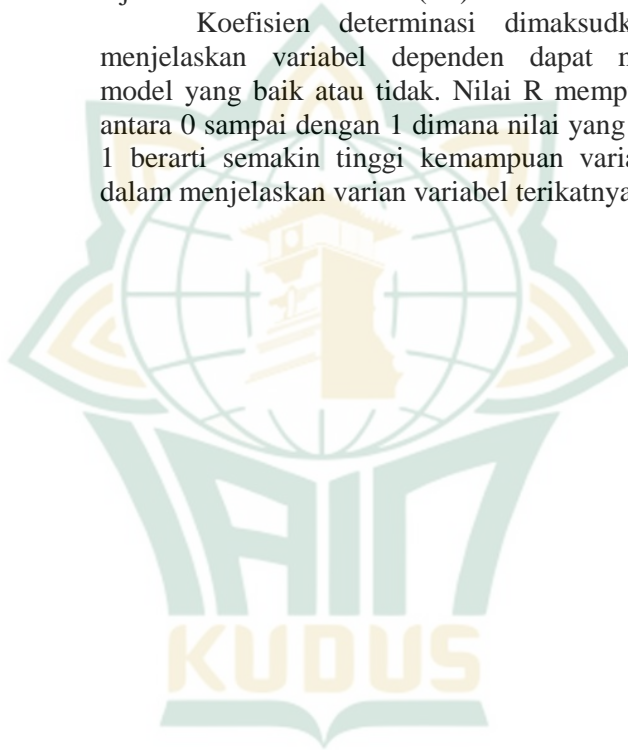 Koefisien determinasi dimaksudk
menjelaskan variabel dependen dapat m
model yang baik atau tidak. Nilai R memp
antara 0 sampai dengan 1 dimana nilai yang
1 berarti semakin tinggi kemampuan varia
dalam menjelaskan varian variabel terikatnya
IAIN
KUDUS